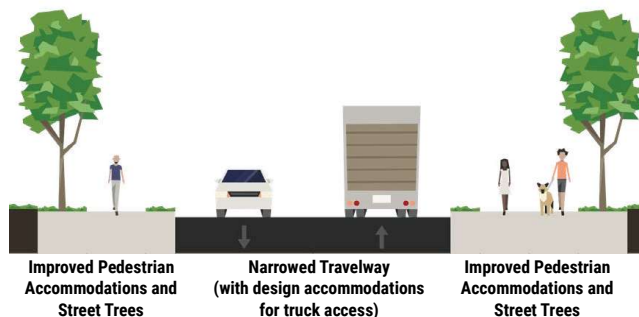 Improved Pedestrian
Accommodations and
Street Trees
Narrowed Travelway
(with design accommodations
for truck access)
Improved Pedestrian
Accommodations and
Street Trees